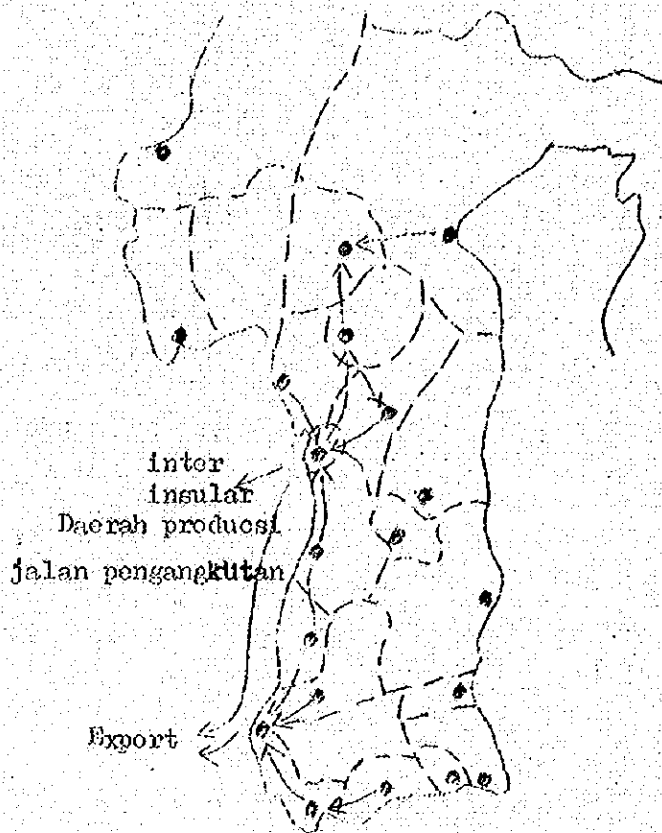 inter
insular
Daerah producsi
jalan pengangkutan
Export